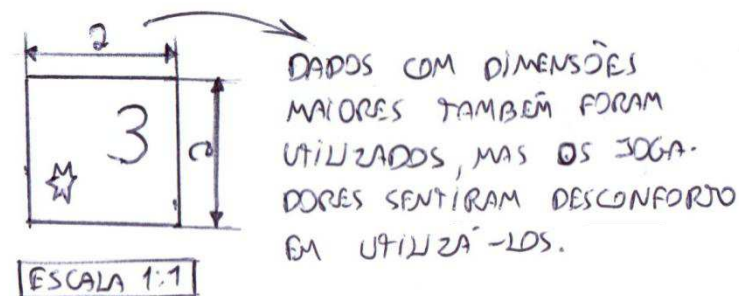 2
3
2
ESCALA 1:1
DADOS COM DIMENSÕES
MAIORES TAMBÉM FORAM
UTILIZADOS, MAS OS JOGA-
DORES SENTIRAM DESCONFORTO
EM UTILIZÁ-LOS.